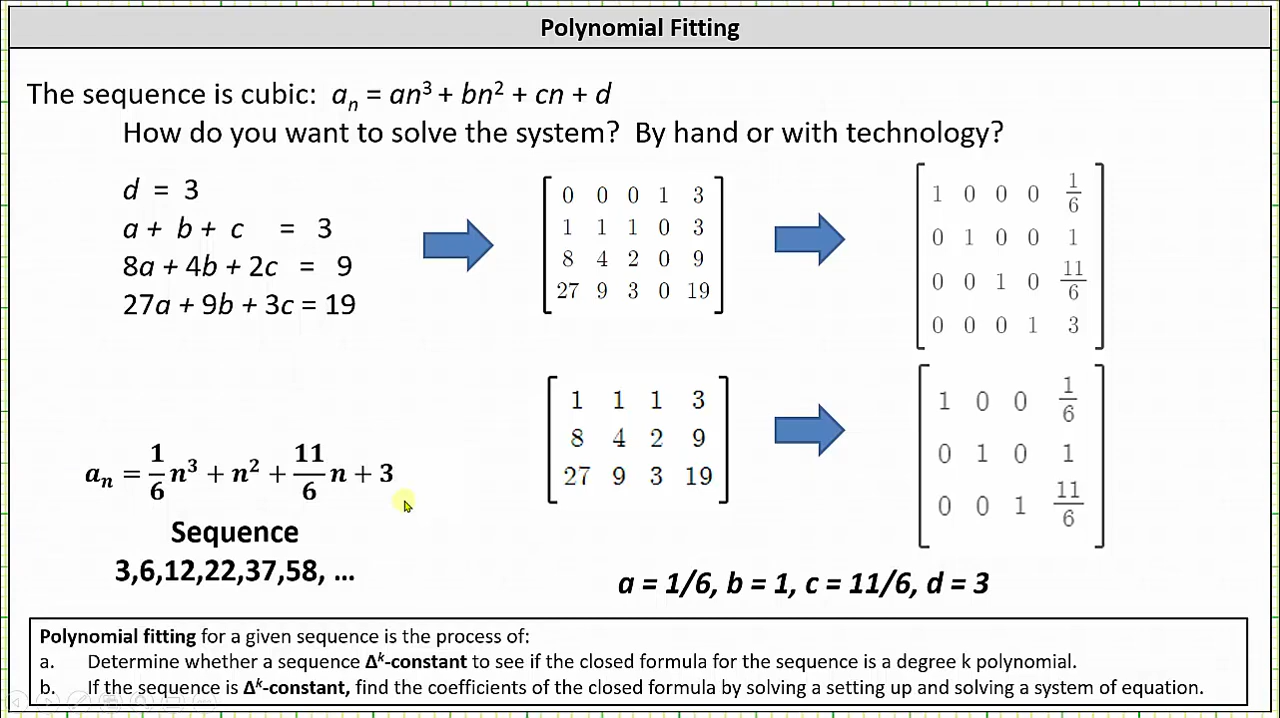 Polynomial Fitting
The sequence is cubic: aₙ = an³ + bn² + cn + d
How do you want to solve the system? By hand or with technology?
d = 3
a + b + c = 3
8a + 4b + 2c = 9
27a + 9b + 3c = 19
0 0 0 1 3
1 1 1 0 3
8 4 2 0 9
27 9 3 0 19
1 0 0 0 1/6
0 1 0 0 1
0 0 1 0 11/6
0 0 0 1 3
1 1 1 3
8 4 2 9
27 9 3 19
1 0 0 1/6
0 1 0 1
0 0 1 11/6
aₙ = 1/6 n³ + n² + 11/6 n + 3
Sequence
3,6,12,22,37,58, ...
a = 1/6, b = 1, c = 11/6, d = 3
Polynomial fitting for a given sequence is the process of:
a. Determine whether a sequence Δᵏ-constant to see if the closed formula for the sequence is a degree k polynomial.
b. If the sequence is Δᵏ-constant, find the coefficients of the closed formula by solving a setting up and solving a system of equation.